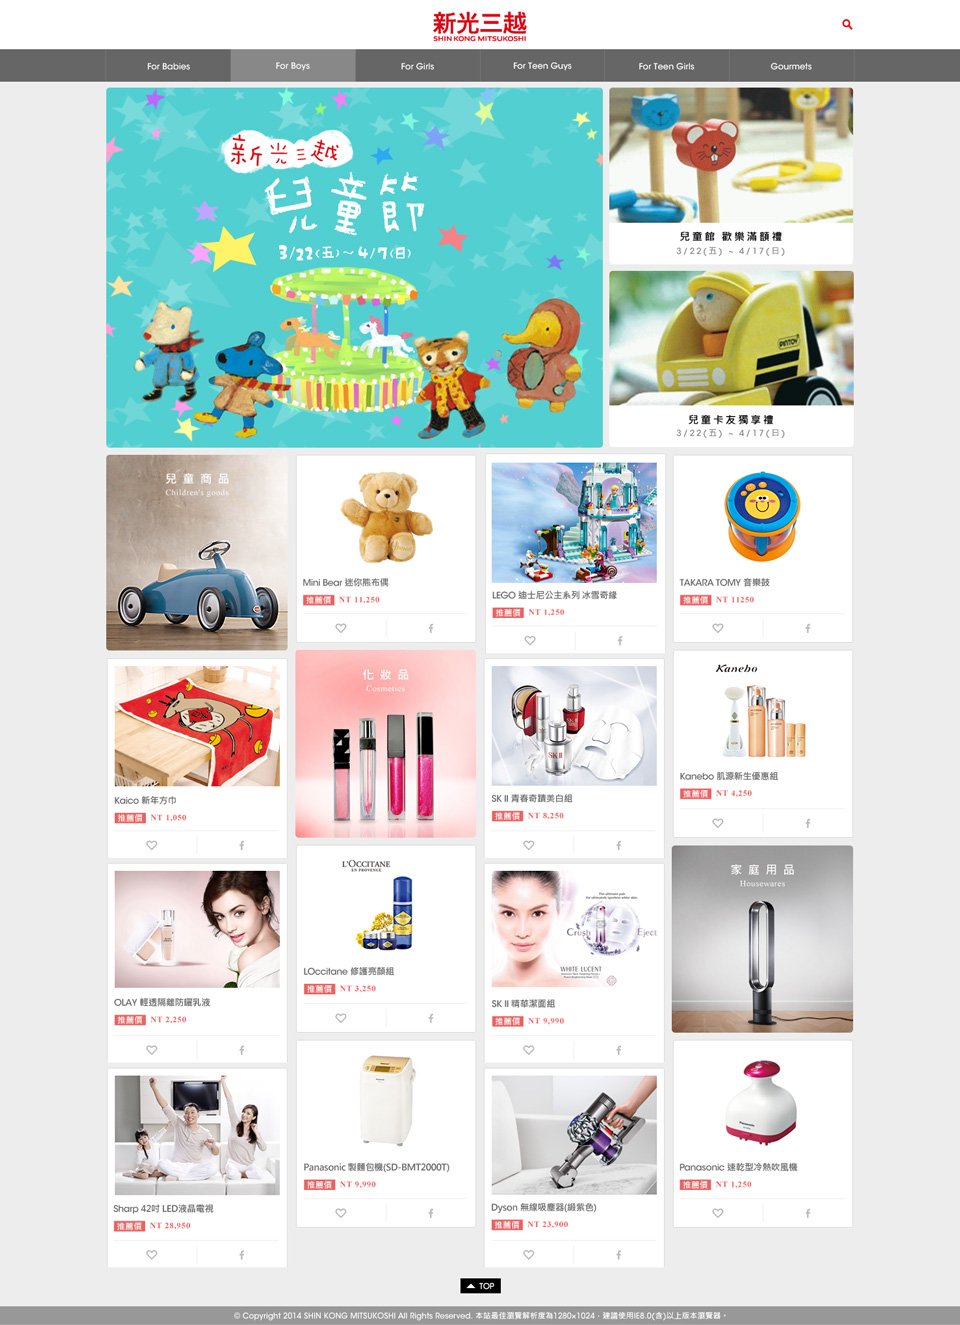 新光三越
SHIN KONG MITSUKOSHI
For Babies
For Boys
For Girls
For Teen Guys
For Teen Girls
Gourmets
新光三越
兒童節
3/22(五)～4/7(日)
兒童館 歡樂滿額禮
3/22(五) ~ 4/17(日)
PINTOY
兒童卡友獨享禮
3/22(五) ~ 4/17(日)
兒童商品
Children's goods
Mini Bear 迷你熊布偶
推薦價 NT 11,250
LEGO 迪士尼公主系列 冰雪奇緣
推薦價 NT 1,250
TAKARA TOMY 音樂鼓
推薦價 NT 11250
Kaico 新年方巾
推薦價 NT 1,050
化妝品
Cosmetics
SK-II
SK II 青春奇蹟美白組
推薦價 NT 8,250
Kanebo
Kanebo 肌源新生優惠組
推薦價 NT 4,250
OLAY 輕透隔離防曬乳液
推薦價 NT 2,250
L'OCCITANE
EN PROVENCE
LOccitane 修護亮顏組
推薦價 NT 3,250
Crush
Eject
WHITE LUCENT
SK II 精華潔面組
推薦價 NT 9,990
家庭用品
Housewares
Sharp 42吋 LED液晶電視
推薦價 NT 28,950
Panasonic 製麵包機(SD-BMT2000T)
推薦價 NT 9,990
Dyson 無線吸塵器(緞紫色)
推薦價 NT 23,900
Panasonic
Panasonic 速乾型冷熱吹風機
推薦價 NT 1,250
TOP
© Copyright 2014 SHIN KONG MITSUKOSHI All Rights Reserved. 本站最佳瀏覽解析度為1280×1024，建議使用IE8.0(含)以上版本瀏覽器。